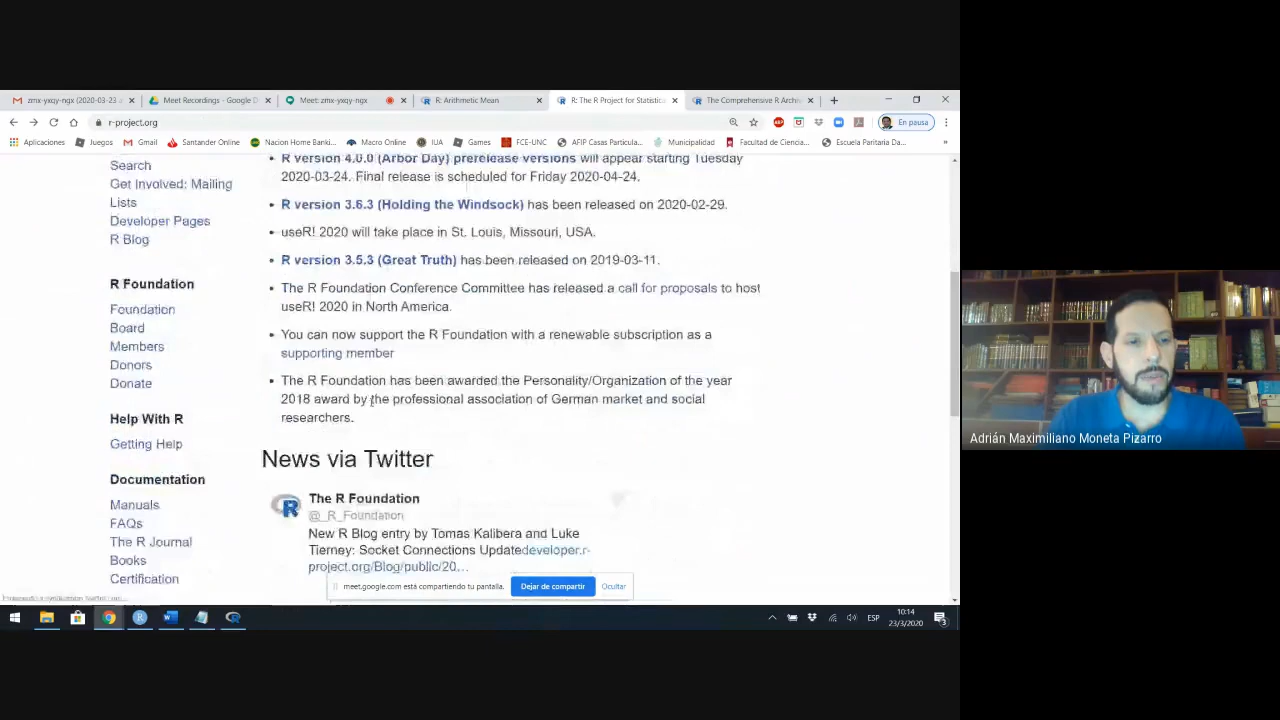 zmx-yxqy-ngx (2020-03-23 a
Meet Recordings - Google D
Meet: zmx-yxqy-ngx
R: Arithmetic Mean
R: The R Project for Statistica
The Comprehensive R Archi
r-project.org
En pausa
Aplicaciones
Juegos
Gmail
Santander Online
Nacion Home Banki...
Macro Online
IUA
Games
FCE-UNC
AFIP Casas Particula...
Municipalidad
Facultad de Ciencia...
Escuela Paritaria Da...
Search
Get Involved: Mailing
Lists
Developer Pages
R Blog
R Foundation
Foundation
Board
Members
Donors
Donate
Help With R
Getting Help
Documentation
Manuals
FAQs
The R Journal
Books
Certification
R version 4.0.0 (Arbor Day) prerelease versions will appear starting Tuesday
2020-03-24. Final release is scheduled for Friday 2020-04-24.
R version 3.6.3 (Holding the Windsock) has been released on 2020-02-29.
useR! 2020 will take place in St. Louis, Missouri, USA.
R version 3.5.3 (Great Truth) has been released on 2019-03-11.
The R Foundation Conference Committee has released a call for proposals to host
useR! 2020 in North America.
You can now support the R Foundation with a renewable subscription as a
supporting member
The R Foundation has been awarded the Personality/Organization of the year
2018 award by the professional association of German market and social
researchers.
News via Twitter
The R Foundation
@_R_Foundation
New R Blog entry by Tomas Kalibera and Luke
Tierney: Socket Connections Updatedeveloper.r-
project.org/Blog/public/20...
meet.google.com está compartiendo tu pantalla.
Dejar de compartir
Ocultar
ESP
10:14
23/3/2020
Adrián Maximiliano Moneta Pizarro